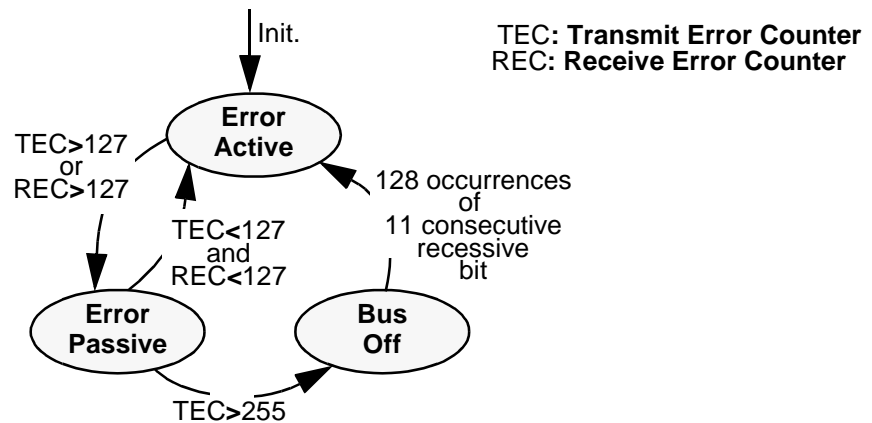 Init.
TEC: Transmit Error Counter
REC: Receive Error Counter
Error
Active
TEC>127
or
REC>127
128 occurrences
of
11 consecutive
recessive
bit
TEC<127
and
REC<127
Error
Passive
Bus
Off
TEC>255